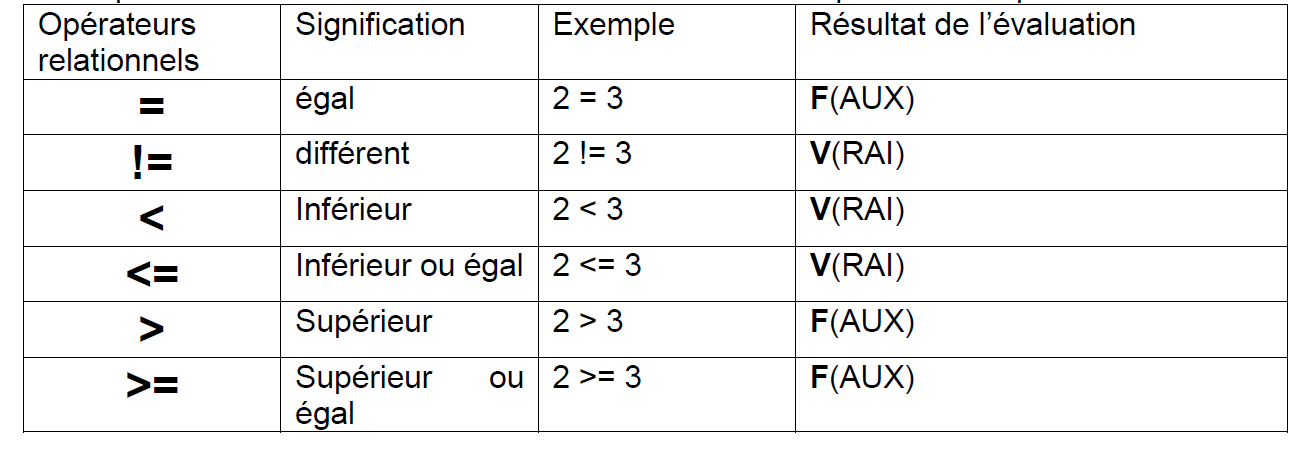 Opérateurs relationnels Signification Exemple Résultat de l’évaluation
= égal 2 = 3 F(AUX)
!= différent 2 != 3 V(RAI)
< Inférieur 2 < 3 V(RAI)
<= Inférieur ou égal 2 <= 3 V(RAI)
> Supérieur 2 > 3 F(AUX)
>= Supérieur ou égal 2 >= 3 F(AUX)